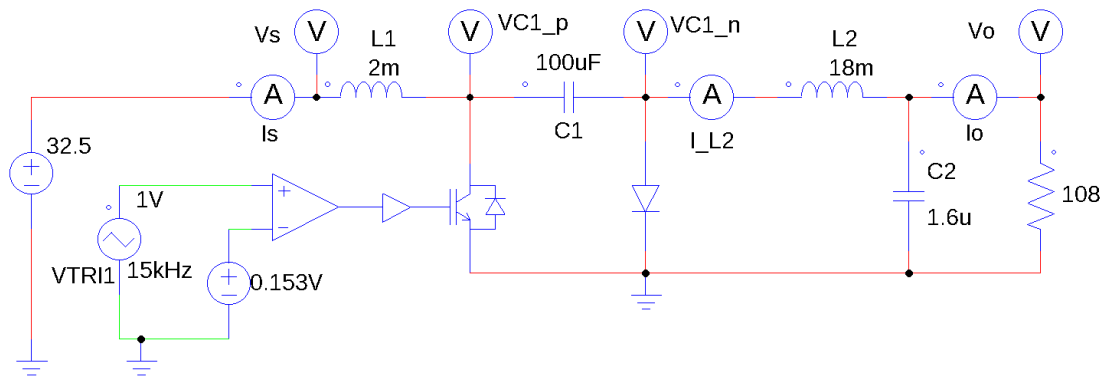 Vs
V
L1
2m
VC1_p
V
100uF
C1
V
VC1_n
A
I_L2
L2
18m
Vo
V
A
Is
A
Io
32.5
1V
VTRI1
15kHz
0.153V
C2
1.6u
108